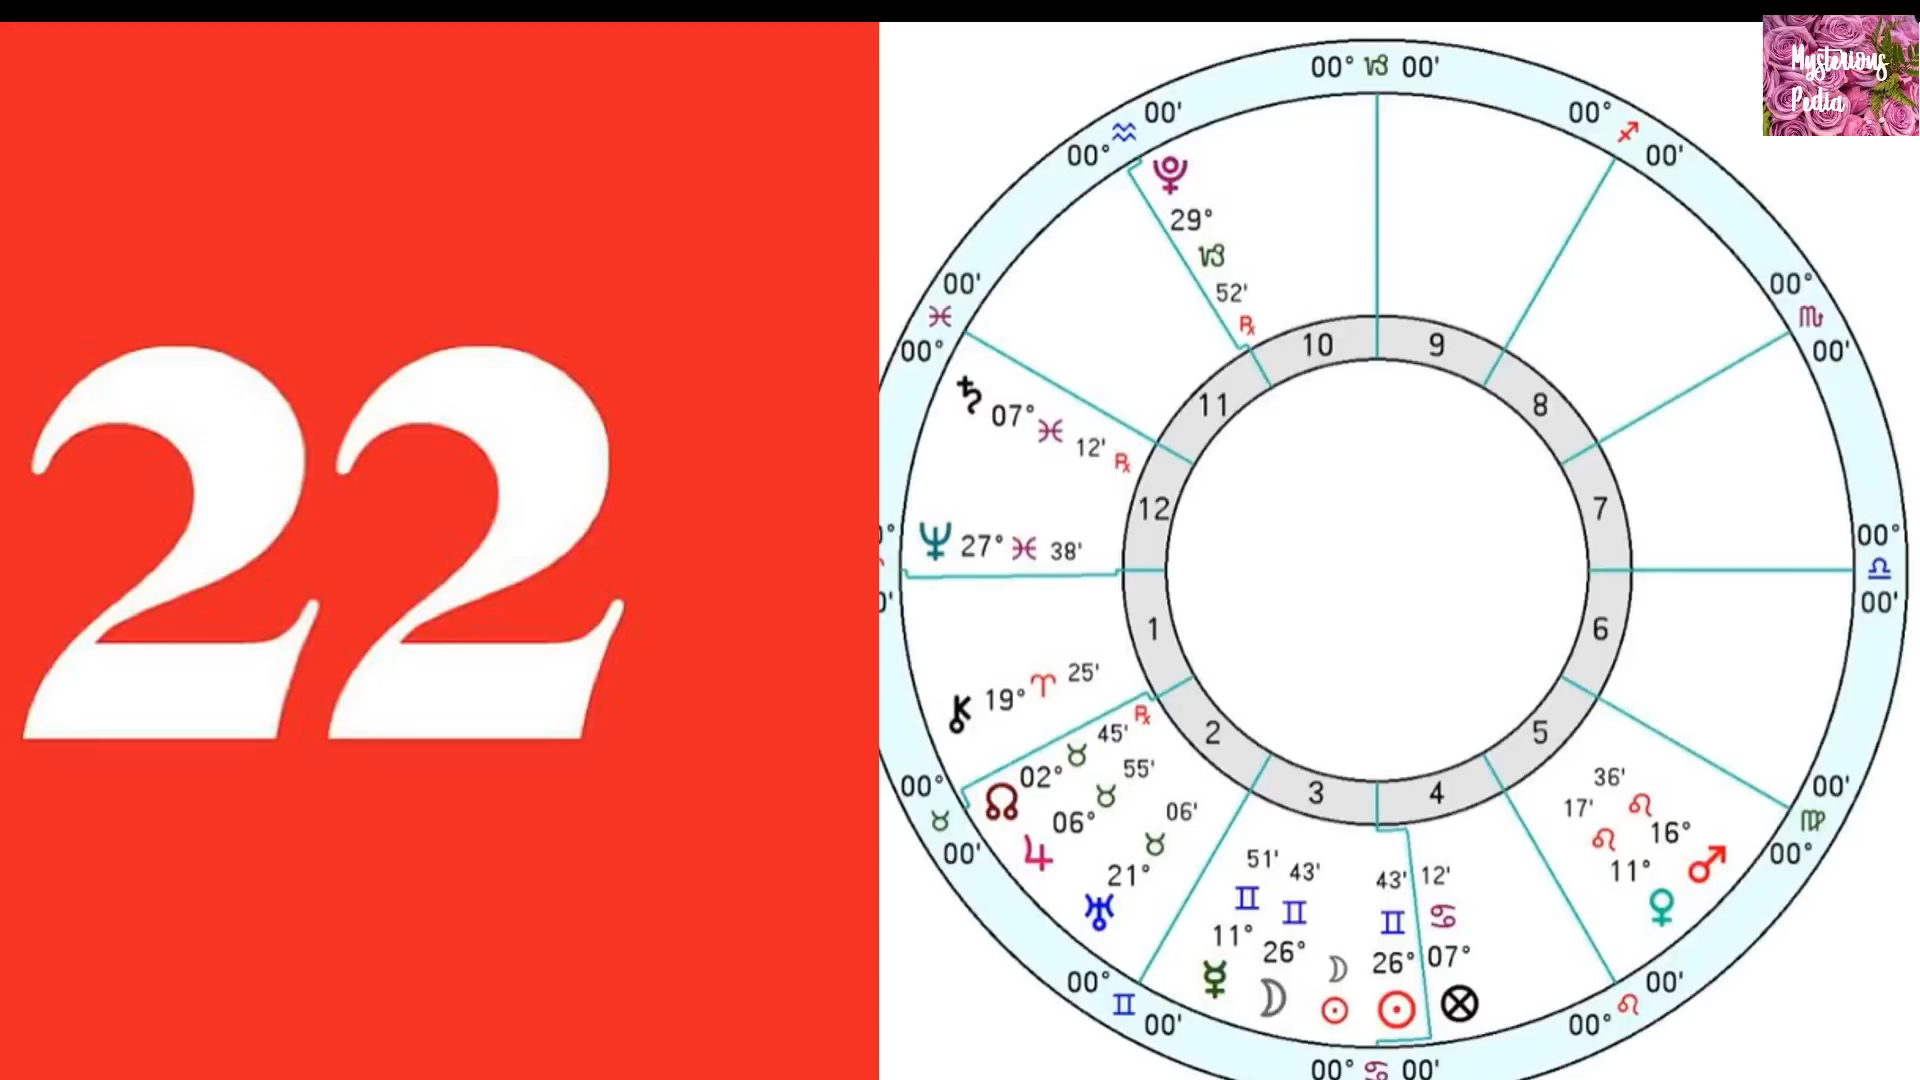 22
Mysterious
Pedia
00° ♑ 00'
00° ♐ 00'
00° ♏ 00'
00° ♎ 00'
00° ♍ 00'
00° ♌ 00'
00° ♋ 00'
00° ♊ 00'
00° ♉ 00'
00° ♓ 00'
00° ♒ 00'
♇ 29° ♑ 52' ℞
♄ 07° ♓ 12' ℞
♆ 27° ♓ 38'
⚷ 19° ♈ 25'
☊ 02° ♉ 45' ℞
♃ 06° ♉ 55'
♅ 21° ♉ 06'
☿ 11° ♊ 51'
☽ 26° ♊ 43'
☽
☉
☉ 26° ♊ 43'
⊗ 07° ♋ 12'
♀ 11° ♌ 17'
♂ 16° ♌ 36'
1
2
3
4
5
6
7
8
9
10
11
12